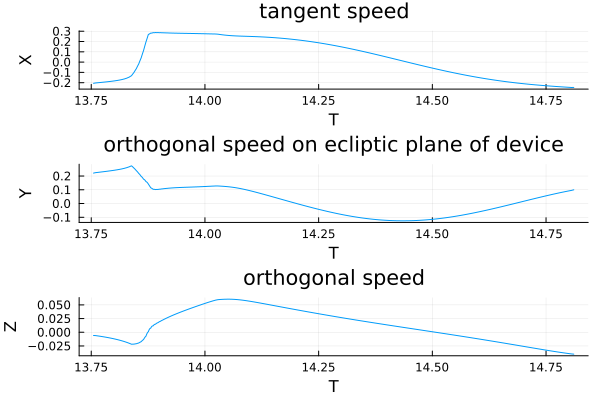 tangent speed
X
0.3
0.2
0.1
0.0
−0.1
−0.2
13.75 14.00 14.25 14.50 14.75
T
orthogonal speed on ecliptic plane of device
Y
0.2
0.1
0.0
−0.1
13.75 14.00 14.25 14.50 14.75
T
orthogonal speed
Z
0.050
0.025
0.000
−0.025
13.75 14.00 14.25 14.50 14.75
T